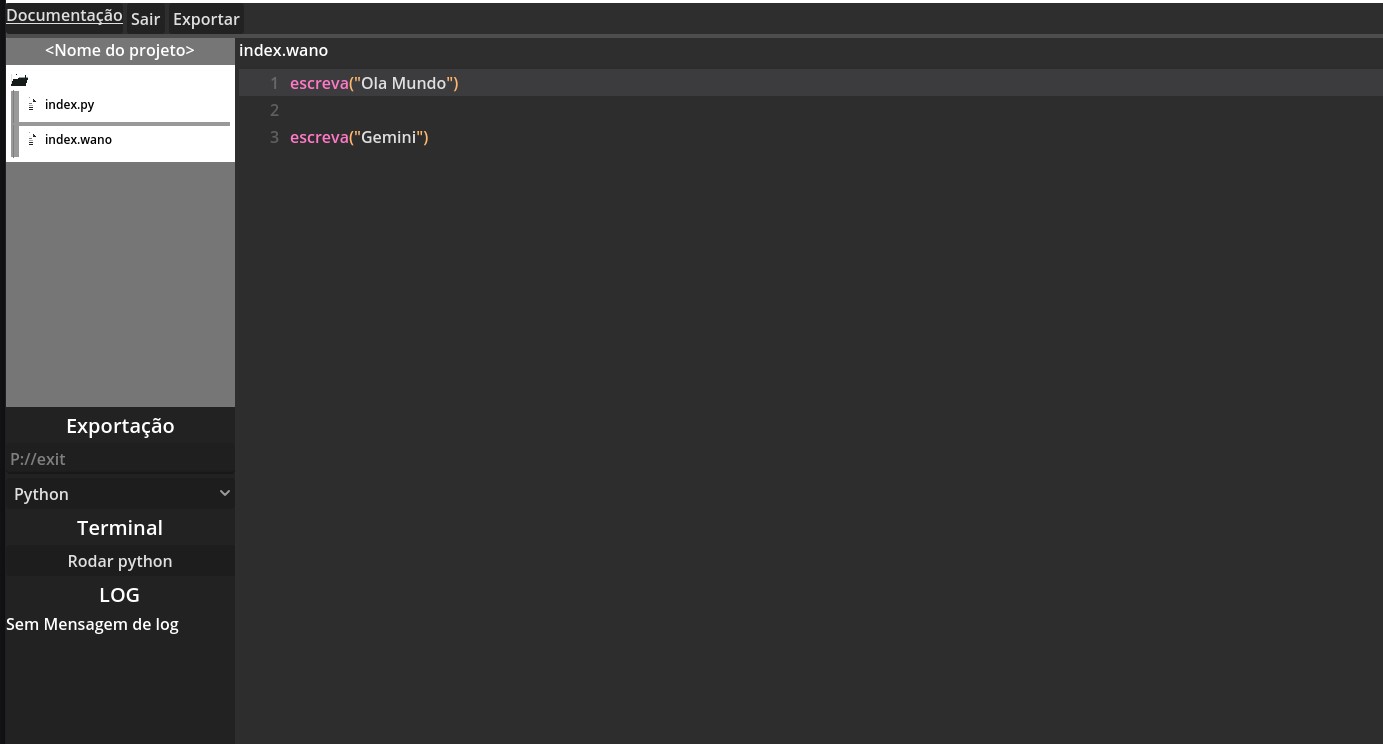 Documentação Sair Exportar
<Nome do projeto>
index.py
index.wano
Exportação
P://exit
Python
Terminal
Rodar python
LOG
Sem Mensagem de log
index.wano
1 escreva("Ola Mundo")
2
3 escreva("Gemini")